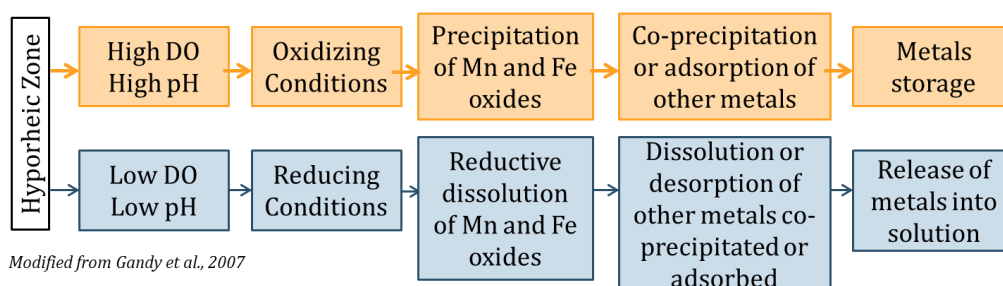 Hyporheic Zone
High DO
High pH
Oxidizing
Conditions
Precipitation
of Mn and Fe
oxides
Co-precipitation
or adsorption of
other metals
Metals
storage
Low DO
Low pH
Reducing
Conditions
Reductive
dissolution
of Mn and Fe
oxides
Dissolution or
desorption of
other metals co-
precipitated or
adsorbed
Release of
metals into
solution
Modified from Gandy et al., 2007